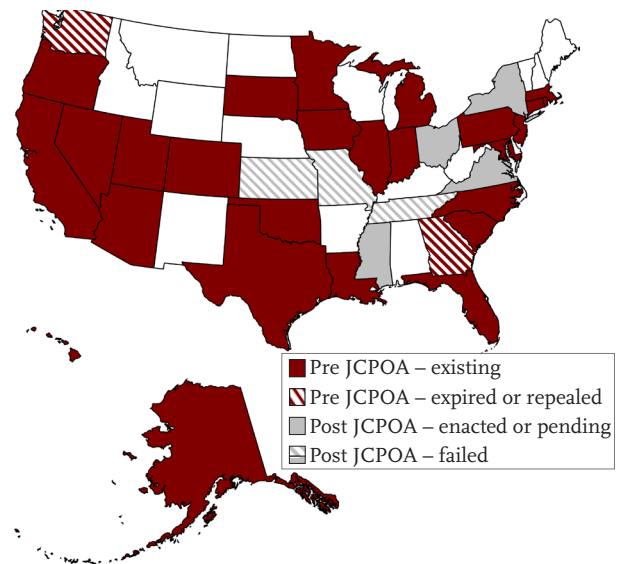 Pre JCPOA – existing
Pre JCPOA – expired or repealed
Post JCPOA – enacted or pending
Post JCPOA – failed